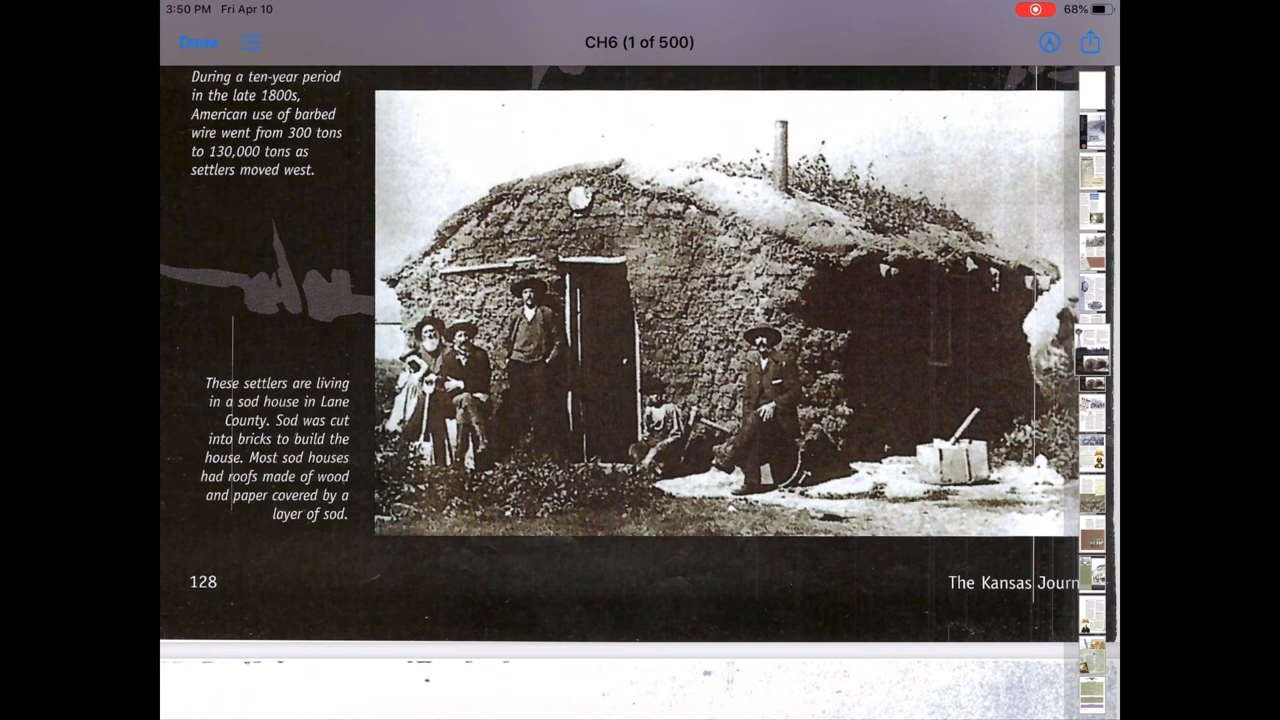 3:50 PM Fri Apr 10
68%
Done
CH6 (1 of 500)
During a ten-year period
in the late 1800s,
American use of barbed
wire went from 300 tons
to 130,000 tons as
settlers moved west.
These settlers are living
in a sod house in Lane
County. Sod was cut
into bricks to build the
house. Most sod houses
had roofs made of wood
and paper covered by a
layer of sod.
128
The Kansas Journ